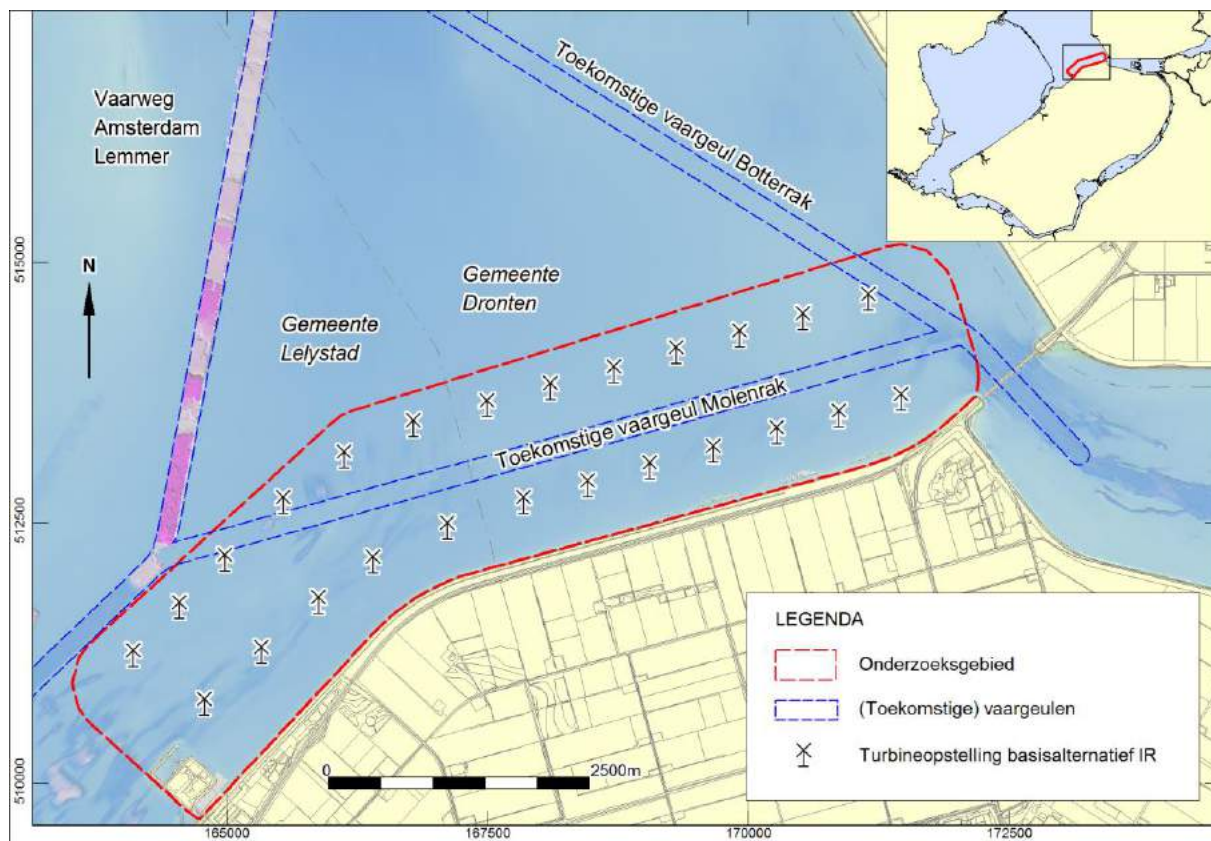 Vaarweg
Amsterdam
Lemmer
Toekomstige vaargeul Botterrak
N
Gemeente
Dronten
Gemeente
Lelystad
Toekomstige vaargeul Molenrak
515000
512500
510000
LEGENDA
Onderzoeksgebied
(Toekomstige) vaargeulen
Turbineopstelling basisalternatief IR
0
2500m
165000
167500
170000
172500